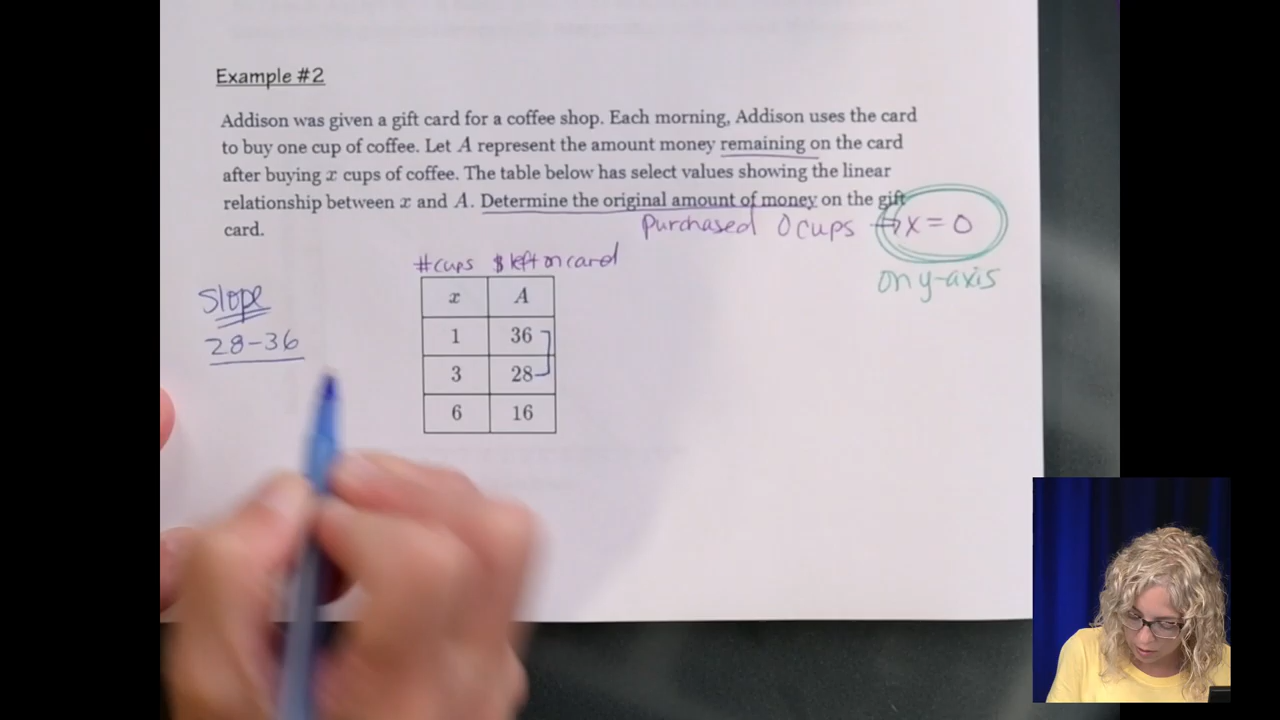 Example #2
Addison was given a gift card for a coffee shop. Each morning, Addison uses the card
to buy one cup of coffee. Let A represent the amount money remaining on the card
after buying x cups of coffee. The table below has select values showing the linear
relationship between x and A. Determine the original amount of money on the gift
card.
Purchased 0 cups → x = 0
on y-axis
# cups $ left on card
x A
1 36
3 28
6 16
Slope
28-36